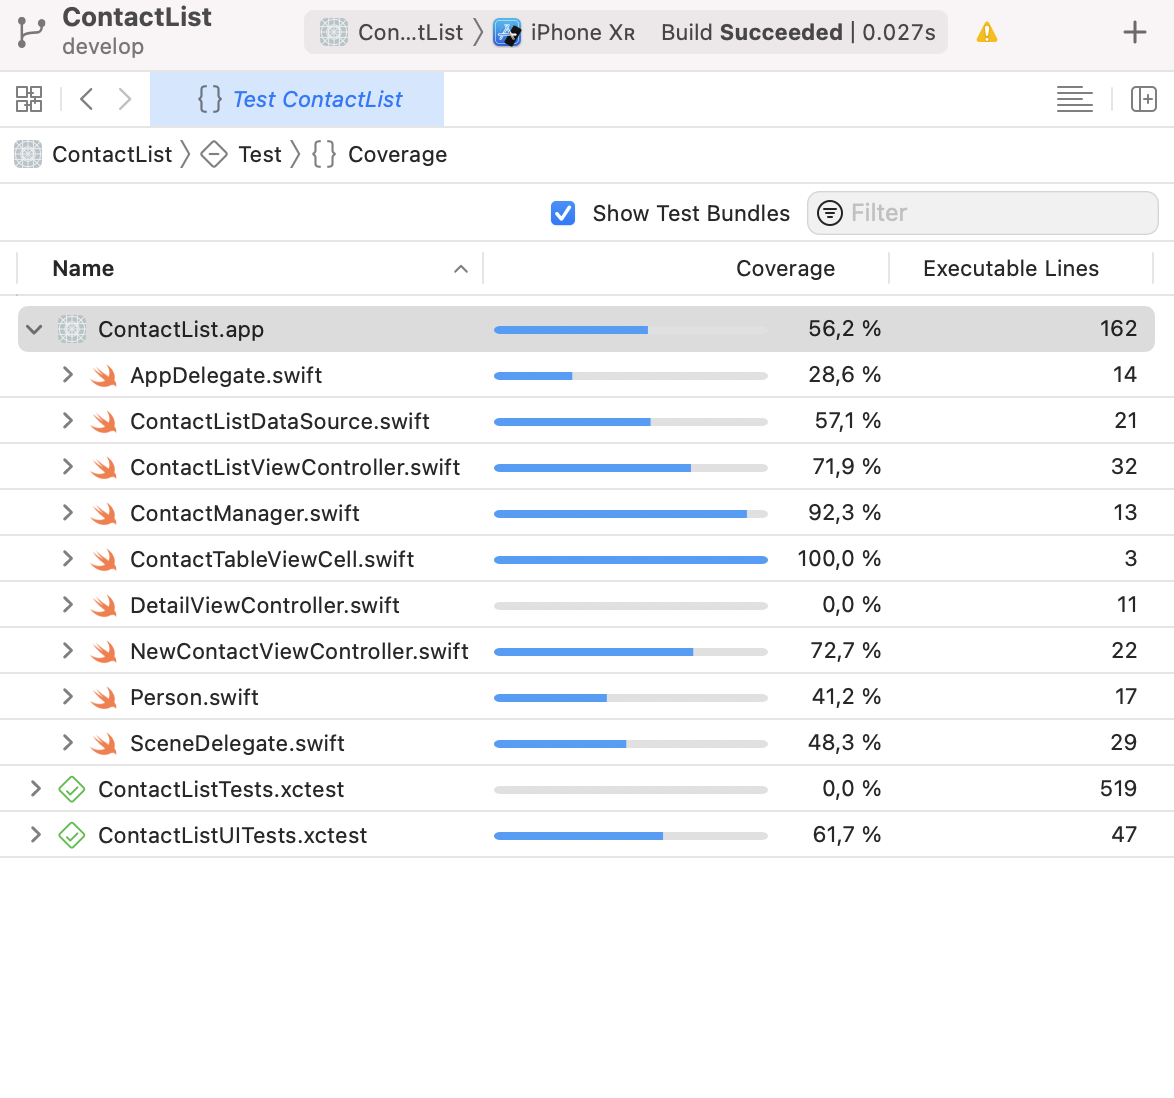 ContactList
develop
Con...tList iPhone XR Build Succeeded | 0.027s
{} Test ContactList
ContactList Test {} Coverage
Show Test Bundles Filter
Name Coverage Executable Lines
ContactList.app 56,2 % 162
AppDelegate.swift 28,6 % 14
ContactListDataSource.swift 57,1 % 21
ContactListViewController.swift 71,9 % 32
ContactManager.swift 92,3 % 13
ContactTableViewCell.swift 100,0 % 3
DetailViewController.swift 0,0 % 11
NewContactViewController.swift 72,7 % 22
Person.swift 41,2 % 17
SceneDelegate.swift 48,3 % 29
ContactListTests.xctest 0,0 % 519
ContactListUITests.xctest 61,7 % 47